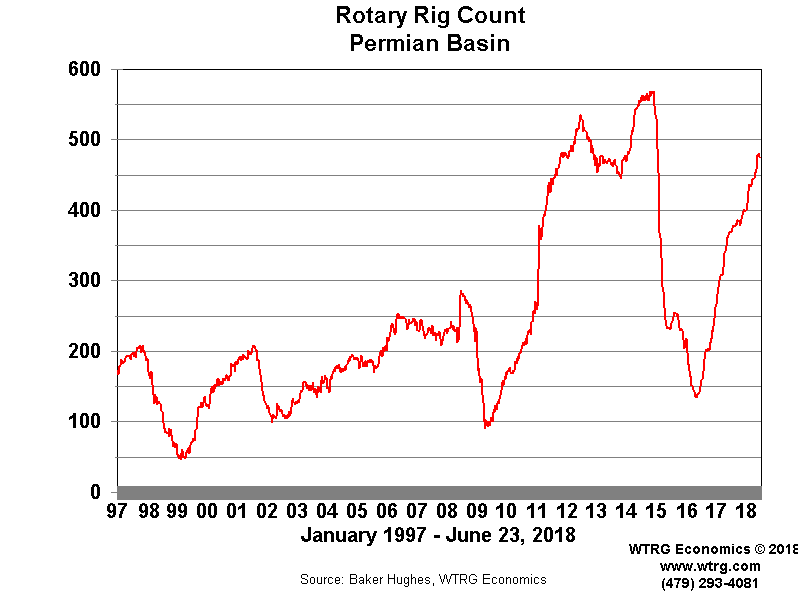 Rotary Rig Count
Permian Basin
600
500
400
300
200
100
0
97 98 99 00 01 02 03 04 05 06 07 08 09 10 11 12 13 14 15 16 17 18
January 1997 - June 23, 2018
WTRG Economics © 2018
www.wtrg.com
(479) 293-4081
Source: Baker Hughes, WTRG Economics